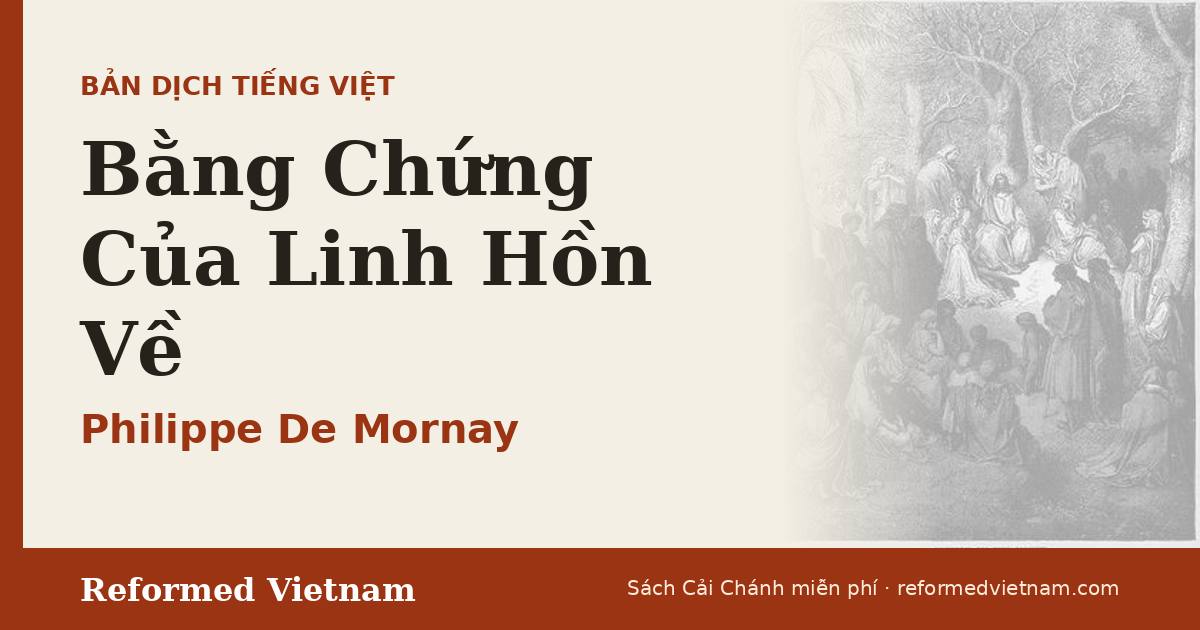 BẢN DỊCH TIẾNG VIỆT
Bằng Chứng
Của Linh Hồn
Về
Philippe De Mornay
Reformed Vietnam
Sách Cải Chánh miễn phí · reformedvietnam.com